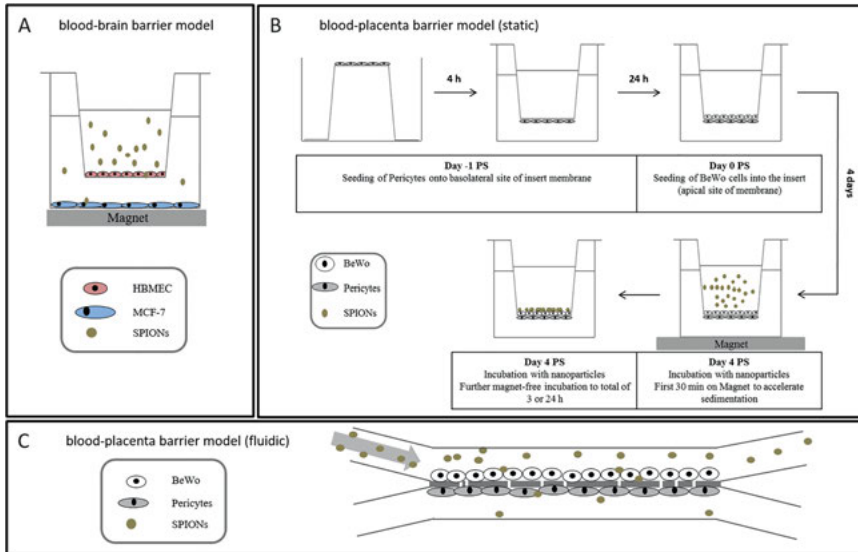 A
blood-brain barrier model
Magnet
HBMEC
MCF-7
SPIONs
B
blood-placenta barrier model (static)
4 h
24 h
Day -1 PS
Seeding of Pericytes onto basolateral site of insert membrane
Day 0 PS
Seeding of BeWo cells into the insert
(apical site of membrane)
4 days
BeWo
Pericytes
SPIONs
Magnet
Day 4 PS
Incubation with nanoparticles
Further magnet-free incubation to total of
3 or 24 h
Day 4 PS
Incubation with nanoparticles
First 30 min on Magnet to accelerate
sedimentation
C
blood-placenta barrier model (fluidic)
BeWo
Pericytes
SPIONs